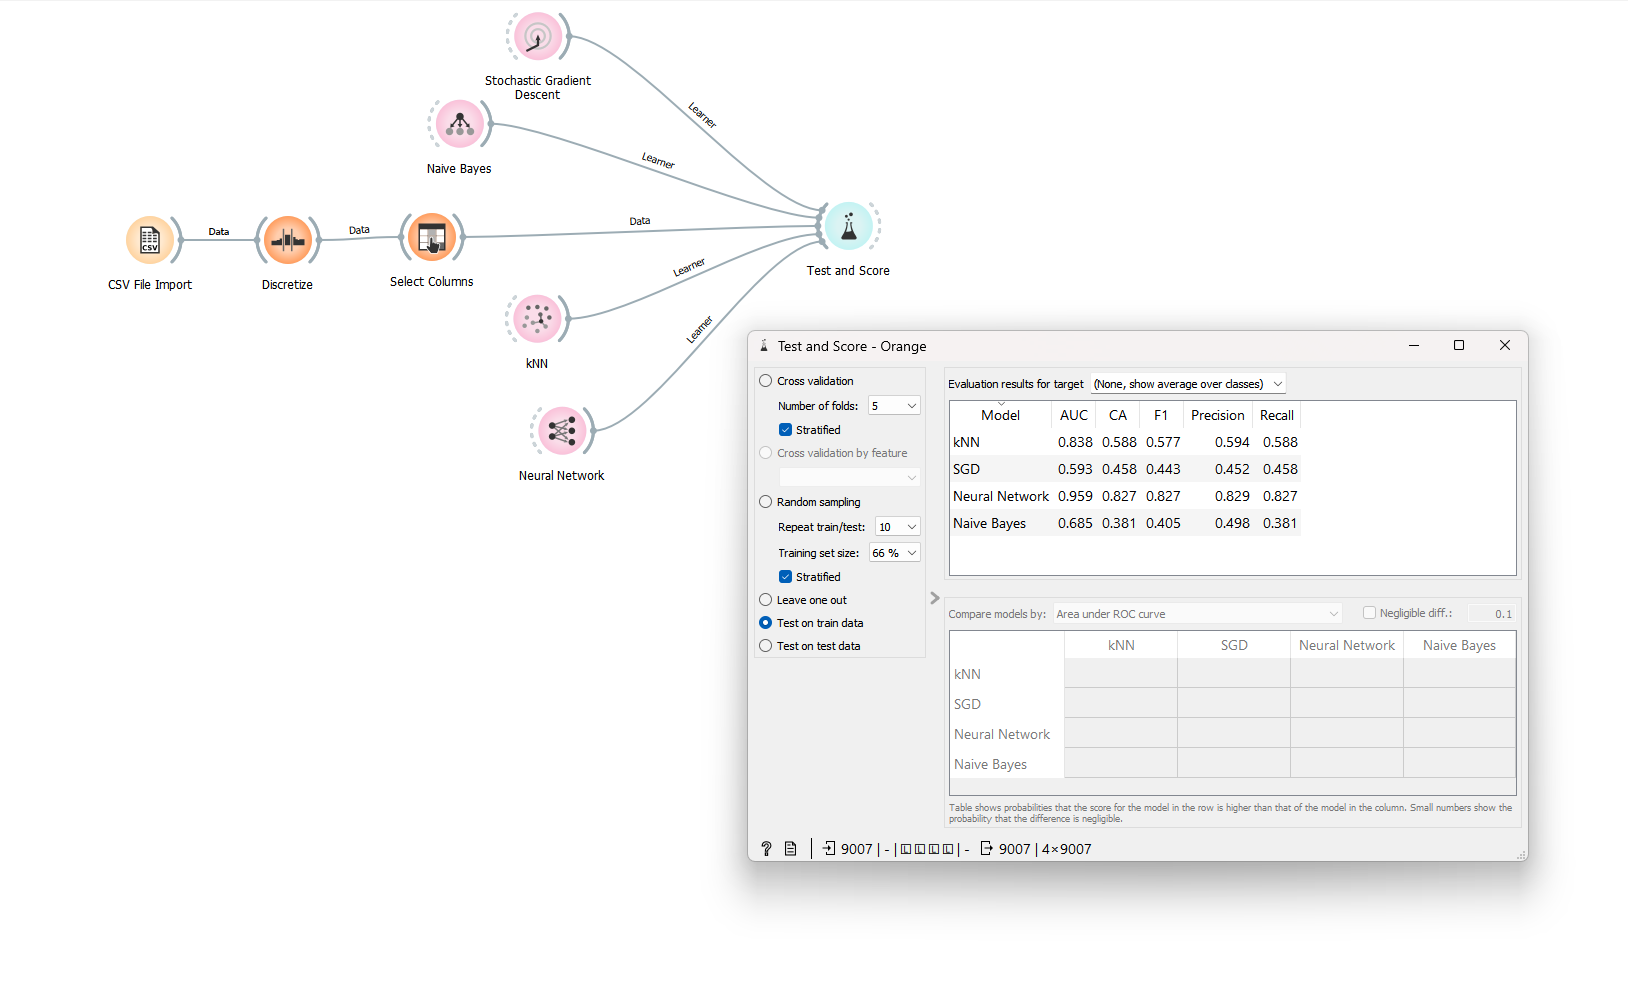 Stochastic Gradient
Descent
Learner
Naive Bayes
Learner
CSV
CSV File Import
Data
Discretize
Data
Select Columns
Data
Test and Score
kNN
Learner
Neural Network
Learner
Test and Score - Orange
Cross validation
Number of folds: 5
Stratified
Cross validation by feature
Random sampling
Repeat train/test: 10
Training set size: 66 %
Stratified
Leave one out
Test on train data
Test on test data
Evaluation results for target (None, show average over classes)
Model AUC CA F1 Precision Recall
kNN 0.838 0.588 0.577 0.594 0.588
SGD 0.593 0.458 0.443 0.452 0.458
Neural Network 0.959 0.827 0.827 0.829 0.827
Naive Bayes 0.685 0.381 0.405 0.498 0.381
Compare models by: Area under ROC curve Negligible diff.: 0.1
kNN SGD Neural Network Naive Bayes
kNN
SGD
Neural Network
Naive Bayes
Table shows probabilities that the score for the model in the row is higher than that of the model in the column. Small numbers show the
probability that the difference is negligible.
? 9007 | - | | - 9007 | 4×9007